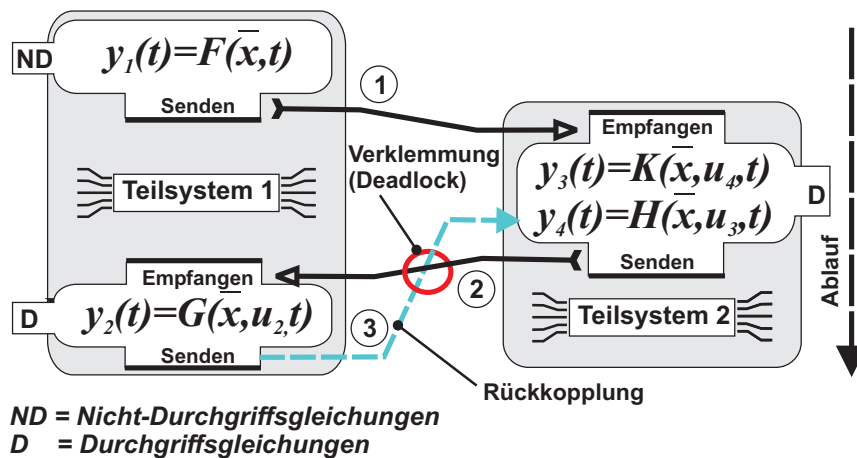 ND
y₁(t)=F(x̅,t)
Senden
1
Empfangen
Verklemmung
(Deadlock)
y₃(t)=K(x̅,u₄,t)
y₄(t)=H(x̅,u₃,t)
D
Teilsystem 1
Senden
Empfangen
2
D
y₂(t)=G(x̅,u₂,t)
Senden
3
Teilsystem 2
Ablauf
Rückkopplung
ND = Nicht-Durchgriffsgleichungen
D = Durchgriffsgleichungen